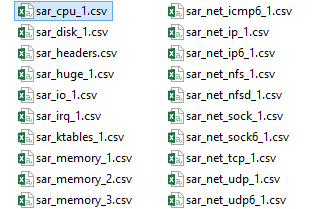 sar_cpu_1.csv
sar_disk_1.csv
sar_headers.csv
sar_huge_1.csv
sar_io_1.csv
sar_irq_1.csv
sar_ktables_1.csv
sar_memory_1.csv
sar_memory_2.csv
sar_memory_3.csv
sar_net_icmp6_1.csv
sar_net_ip_1.csv
sar_net_ip6_1.csv
sar_net_nfs_1.csv
sar_net_nfsd_1.csv
sar_net_sock_1.csv
sar_net_sock6_1.csv
sar_net_tcp_1.csv
sar_net_udp_1.csv
sar_net_udp6_1.csv